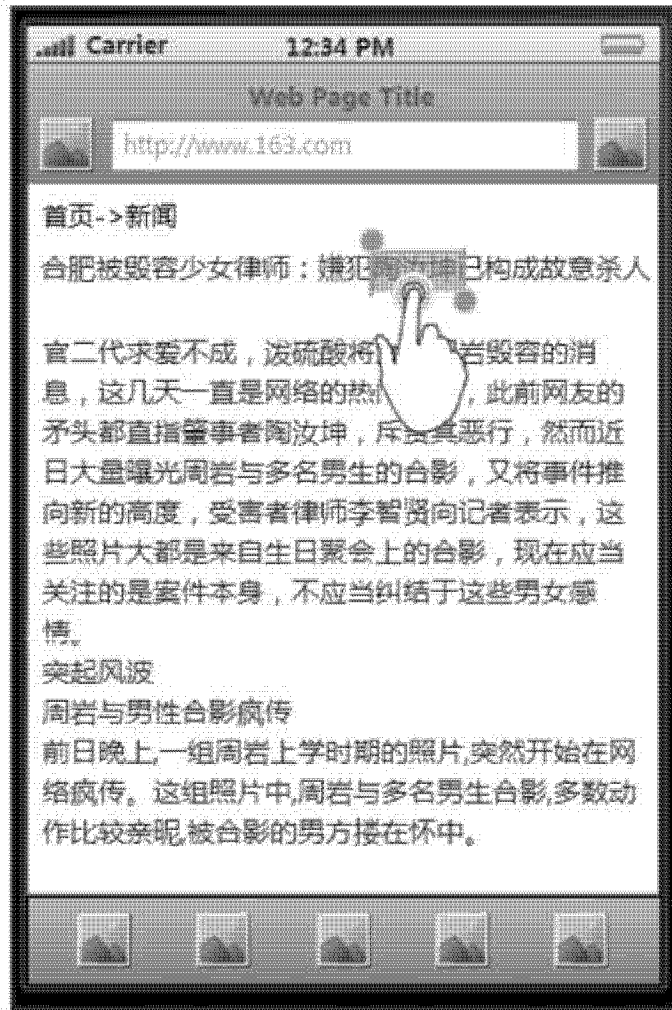 Carrier
12:34 PM
Web Page Title
http://www.163.com
首页->新闻
合肥被毁容少女律师：嫌犯陶汝坤已构成故意杀人
官二代求爱不成，泼硫酸将 岩毁容的消
息，这几天一直是网络的热 ，此前网友的
矛头都直指肇事者陶汝坤，斥责其恶行，然而近
日大量曝光周岩与多名男生的合影，又将事件推
向新的高度，受害者律师李智贤向记者表示，这
些照片大都是来自生日聚会上的合影，现在应当
关注的是案件本身，不应当纠结于这些男女感
情。
突起风波
周岩与男性合影疯传
前日晚上,一组周岩上学时期的照片,突然开始在网
络疯传。这组照片中,周岩与多名男生合影,多数动
作比较亲昵,被合影的男方搂在怀中。